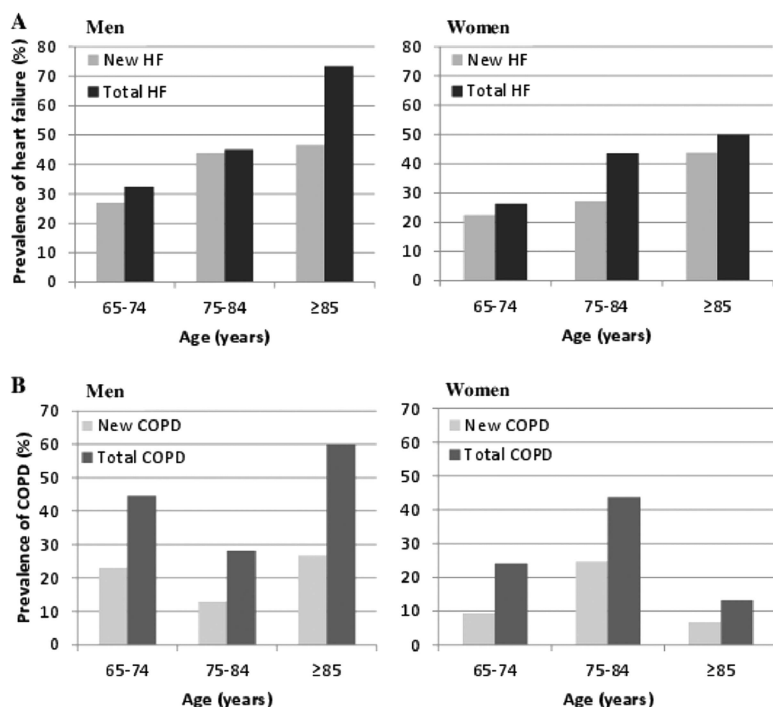 A
Men
Prevalence of heart failure (%)
80
70
60
50
40
30
20
10
0
New HF
Total HF
65-74
75-84
≥85
Age (years)
Women
80
70
60
50
40
30
20
10
0
New HF
Total HF
65-74
75-84
≥85
Age (years)
B
Men
Prevalence of COPD (%)
70
60
50
40
30
20
10
0
New COPD
Total COPD
65-74
75-84
≥85
Age (years)
Women
70
60
50
40
30
20
10
0
New COPD
Total COPD
65-74
75-84
≥85
Age (years)